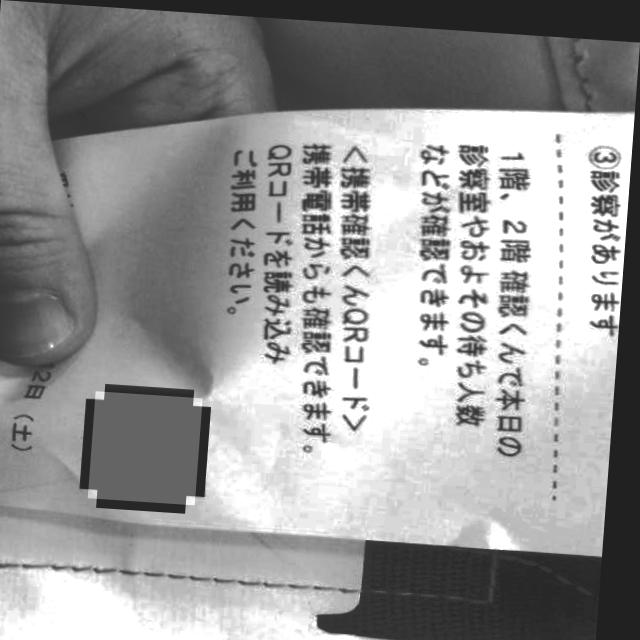 ③診察があります
1階、2階確認くんで本日の
診察室やおよその待ち人数
などが確認できます。
<携帯確認くんQRコード>
携帯電話からも確認できます。
QRコードを読み込み
ご利用ください。
2日（土）